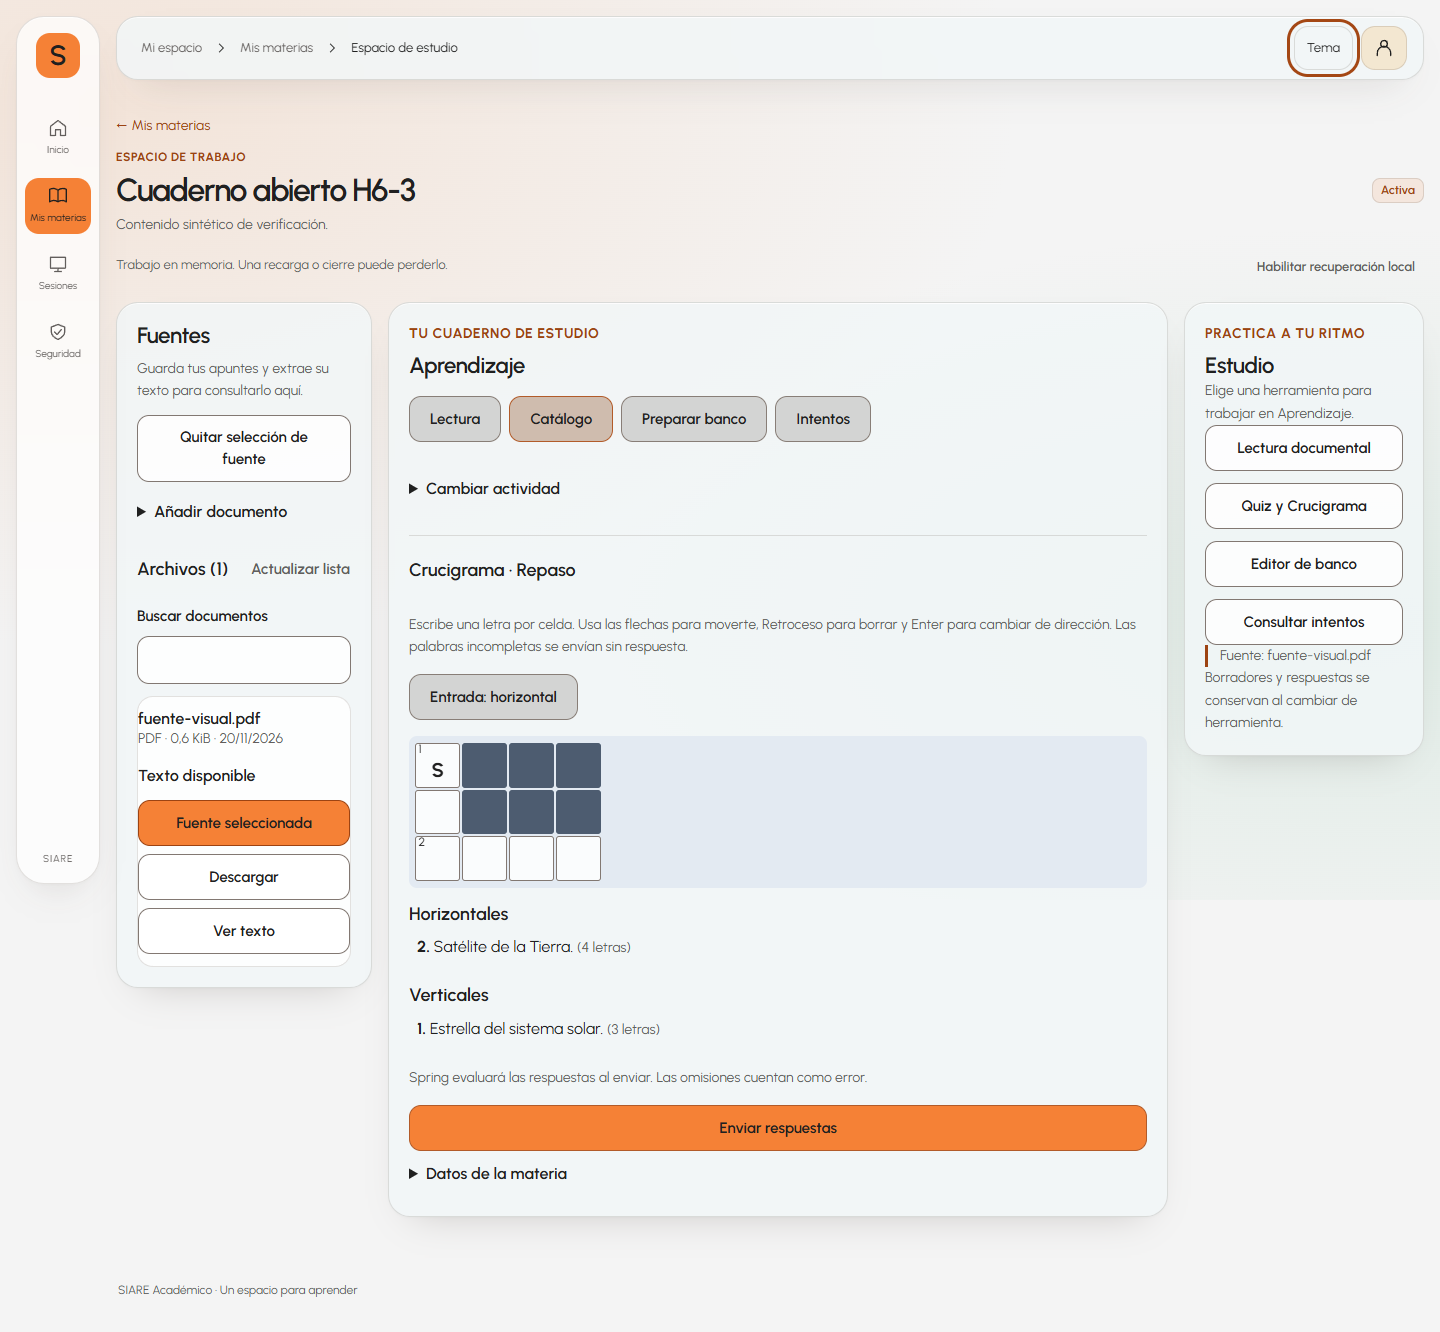 S
Inicio
Mis materias
Sesiones
Seguridad
SIARE
Mi espacio > Mis materias > Espacio de estudio
Tema
← Mis materias
ESPACIO DE TRABAJO
Cuaderno abierto H6-3
Activa
Contenido sintético de verificación.
Trabajo en memoria. Una recarga o cierre puede perderlo.
Habilitar recuperación local
Fuentes
Guarda tus apuntes y extrae su
texto para consultarlo aquí.
Quitar selección de
fuente
Añadir documento
Archivos (1)
Actualizar lista
Buscar documentos
fuente-visual.pdf
PDF · 0,6 KiB · 20/11/2026
Texto disponible
Fuente seleccionada
Descargar
Ver texto
TU CUADERNO DE ESTUDIO
Aprendizaje
Lectura
Catálogo
Preparar banco
Intentos
Cambiar actividad
Crucigrama · Repaso
Escribe una letra por celda. Usa las flechas para moverte, Retroceso para borrar y Enter para cambiar de dirección. Las
palabras incompletas se envían sin respuesta.
Entrada: horizontal
1
S
2
Horizontales
2. Satélite de la Tierra. (4 letras)
Verticales
1. Estrella del sistema solar. (3 letras)
Spring evaluará las respuestas al enviar. Las omisiones cuentan como error.
Enviar respuestas
Datos de la materia
PRACTICA A TU RITMO
Estudio
Elige una herramienta para
trabajar en Aprendizaje.
Lectura documental
Quiz y Crucigrama
Editor de banco
Consultar intentos
Fuente: fuente-visual.pdf
Borradores y respuestas se
conservan al cambiar de
herramienta.
SIARE Académico · Un espacio para aprender